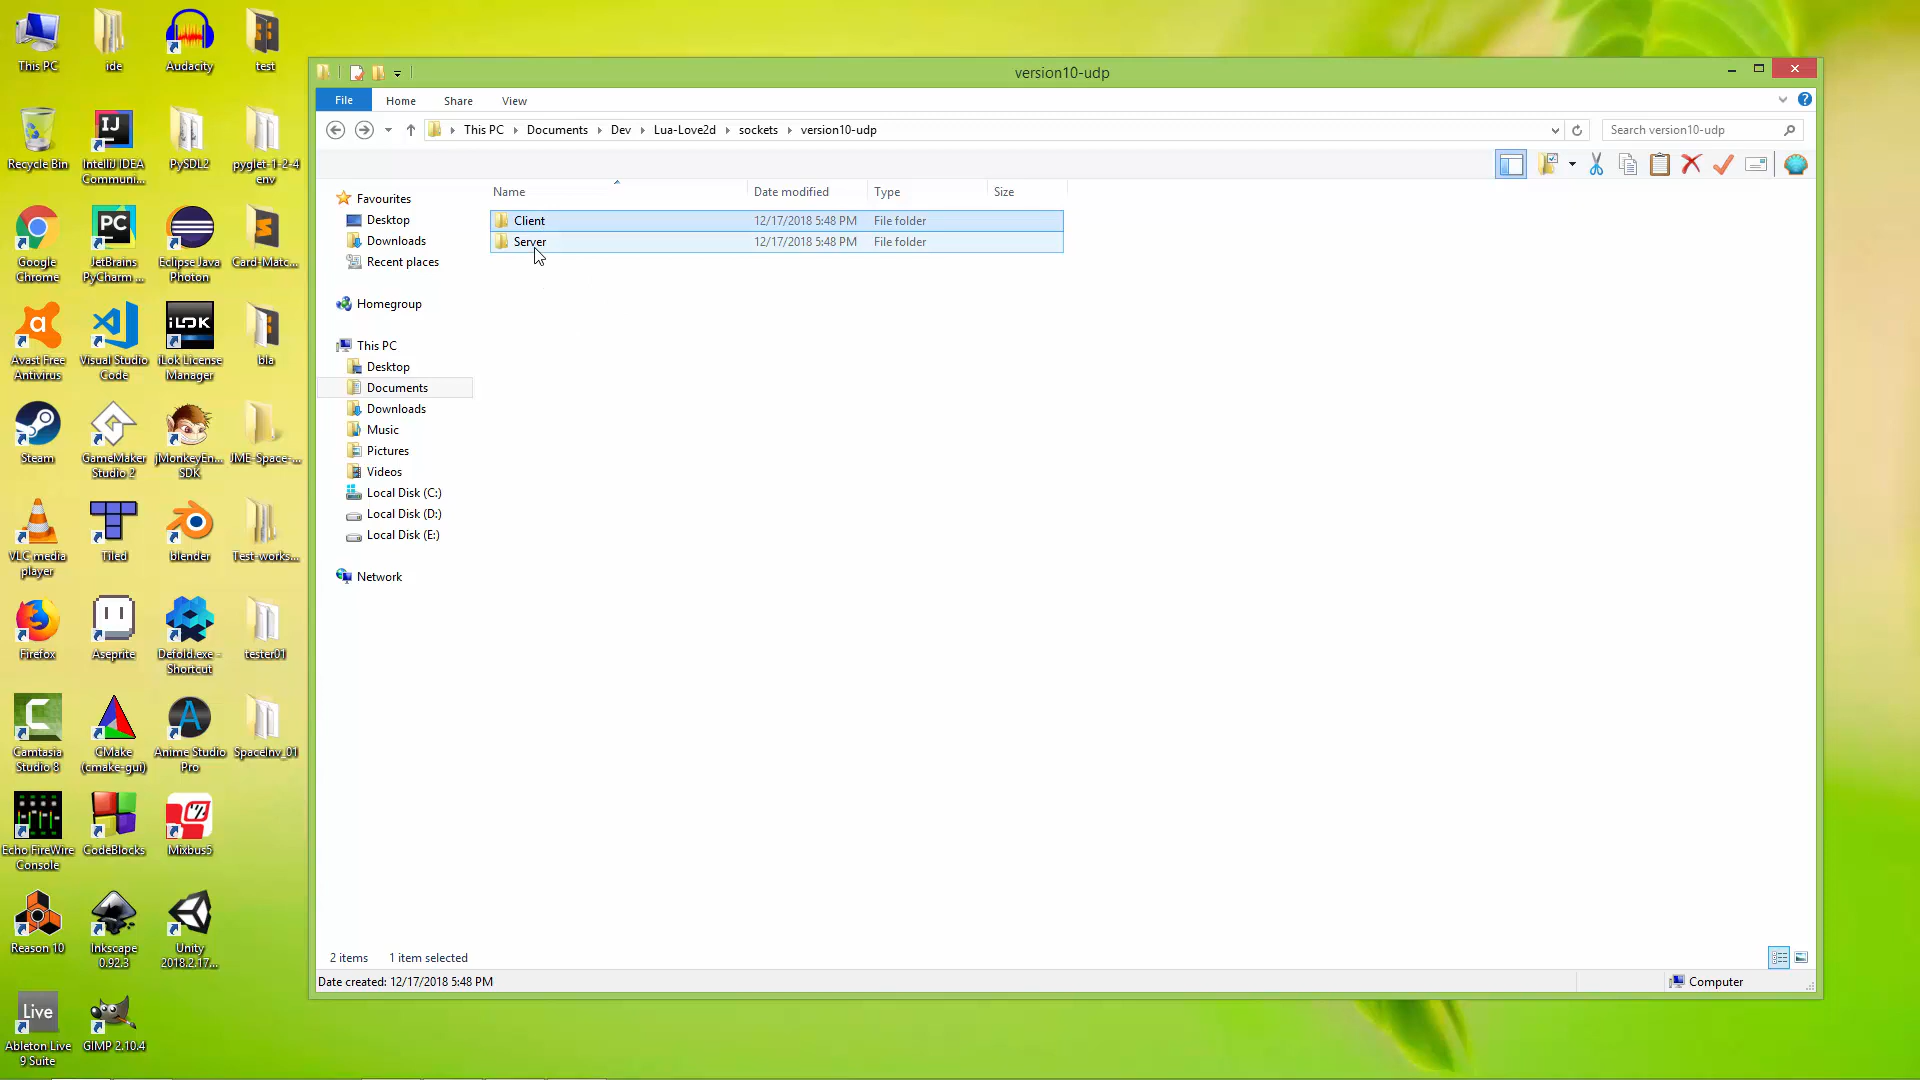 This PC
ide
Audacity
test
Recycle Bin
IntelliJ IDEA
Communi...
PySDL2
pyglet-1-2-4
env
Google
Chrome
JetBrains
PyCharm ...
Eclipse Java
Photon
Card-Matc...
Avast Free
Antivirus
Visual Studio
Code
iLok License
Manager
bla
Steam
GameMaker
Studio 2
jMonkeyEn...
SDK
JME-Space-...
VLC media
player
Tiled
blender
Test-works...
Firefox
Aseprite
Defold.exe -
Shortcut
tester01
Camtasia
Studio 8
CMake
(cmake-gui)
Anime Studio
Pro
SpaceInv_01
Echo FireWire
Console
CodeBlocks
Mixbus5
Reason 10
Inkscape
0.92.3
Unity
2018.2.17...
Live
Ableton Live
9 Suite
GIMP 2.10.4
version10-udp
File
Home
Share
View
This PC
Documents
Dev
Lua-Love2d
sockets
version10-udp
Search version10-udp
Name
Date modified
Type
Size
Client 12/17/2018 5:48 PM File folder
Server 12/17/2018 5:48 PM File folder
Favourites
Desktop
Downloads
Recent places
Homegroup
This PC
Desktop
Documents
Downloads
Music
Pictures
Videos
Local Disk (C:)
Local Disk (D:)
Local Disk (E:)
Network
2 items
1 item selected
Date created: 12/17/2018 5:48 PM
Computer